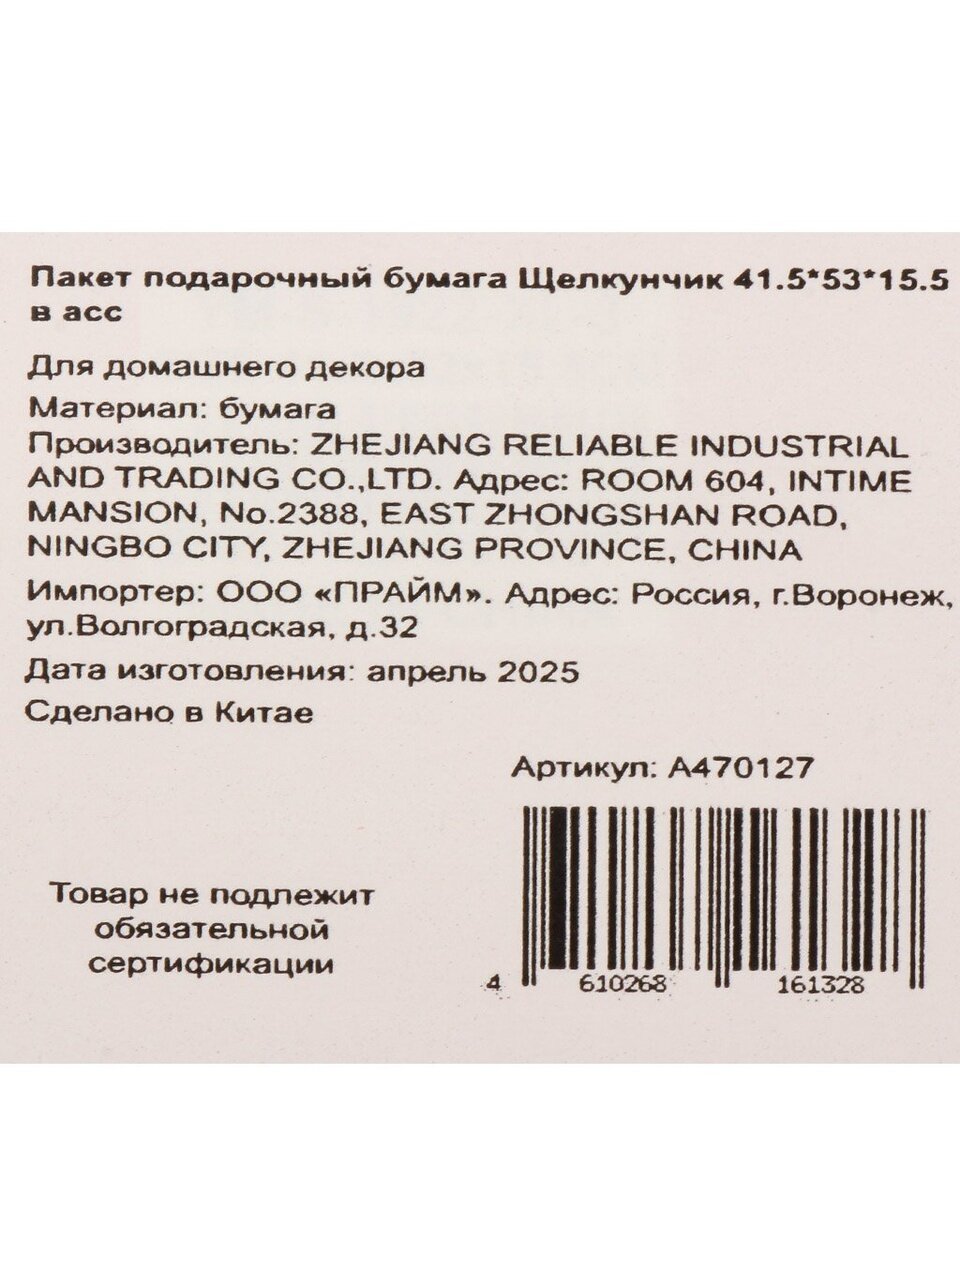 Пакет подарочный бумага Щелкунчик 41.5*53*15.5
в асс
Для домашнего декора
Материал: бумага
Производитель: ZHEJIANG RELIABLE INDUSTRIAL
AND TRADING CO.,LTD. Адрес: ROOM 604, INTIME
MANSION, No.2388, EAST ZHONGSHAN ROAD,
NINGBO CITY, ZHEJIANG PROVINCE, CHINA
Импортер: ООО «ПРАЙМ». Адрес: Россия, г.Воронеж,
ул.Волгоградская, д.32
Дата изготовления: апрель 2025
Сделано в Китае
Артикул: А470127
Товар не подлежит
обязательной
сертификации
4 610268 161328